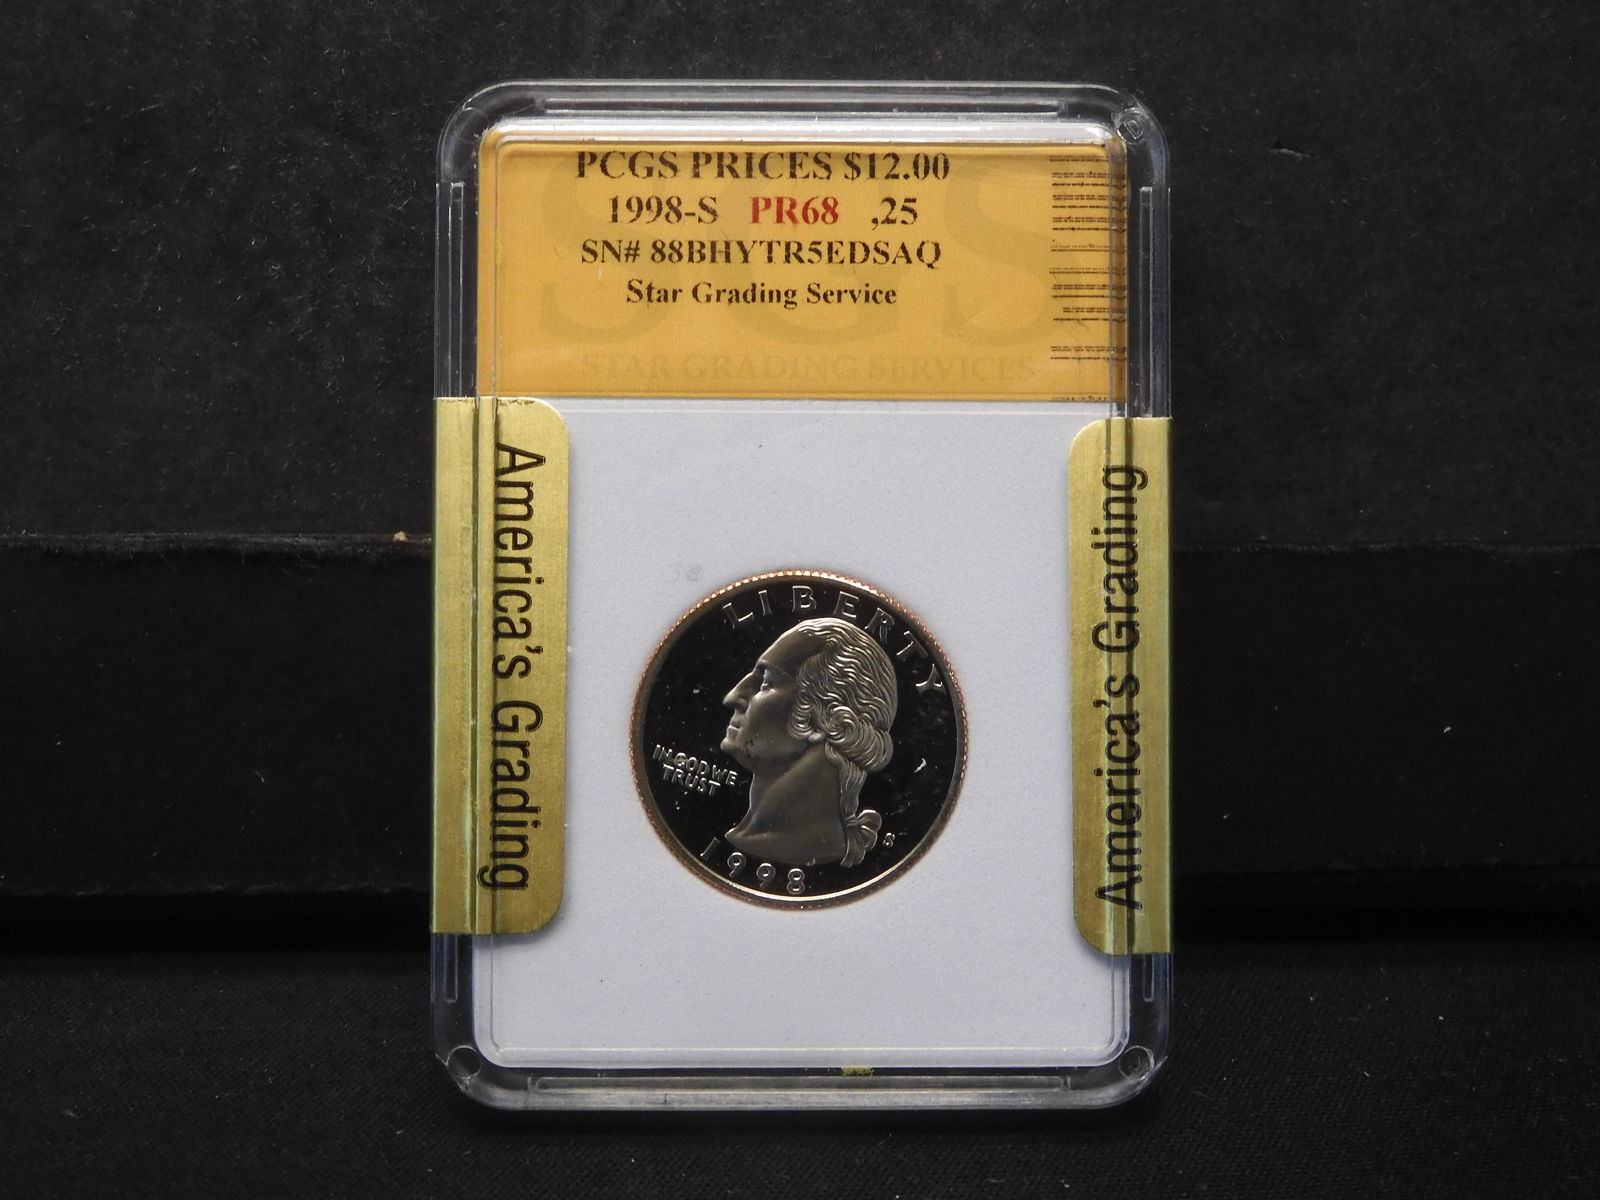 PCGS PRICES $12.00
1998-S PR68 ,25
SN# 88BHYTR5EDSAQ
Star Grading Service
SGS
STAR GRADING SERVICES
America's Grading
America's Grading
LIBERTY
IN GOD WE
TRUST
S
1998